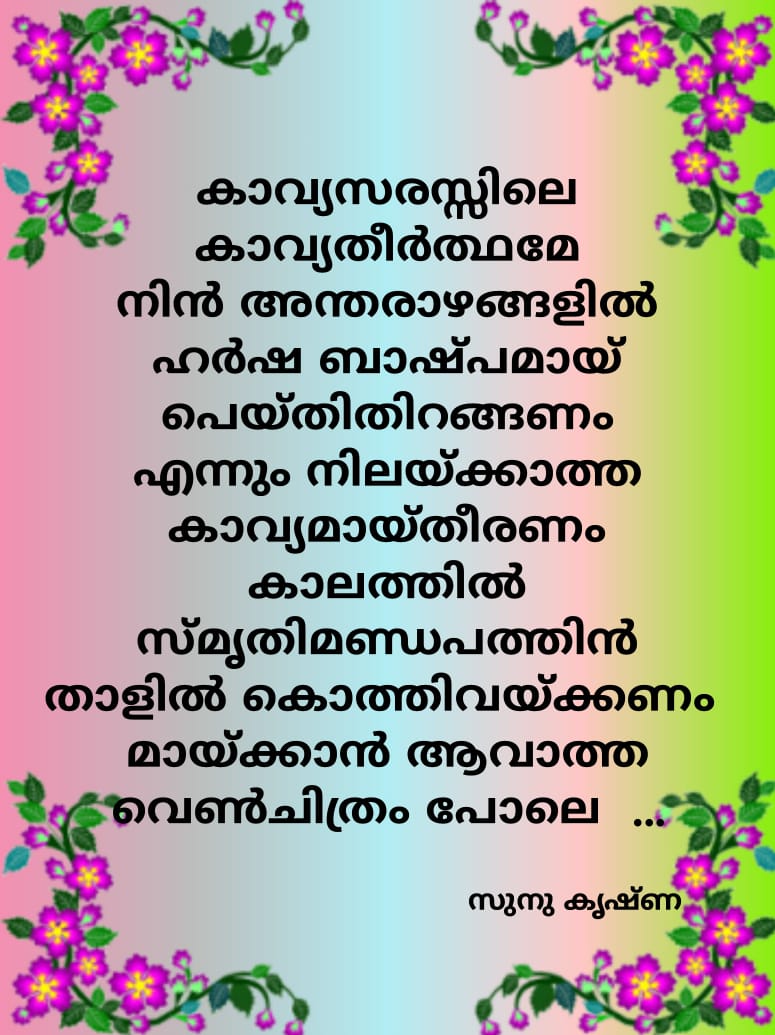 കാവ്യസരസ്സിലെ
കാവ്യതീർത്ഥമേ
നിൻ അന്തരാഴങ്ങളിൽ
ഹർഷ ബാഷ്പമായ്
പെയ്തിതിറങ്ങണം
എന്നും നിലയ്ക്കാത്ത
കാവ്യമായ്തീരണം
കാലത്തിൽ
സ്മൃതിമണ്ഡപത്തിൻ
താളിൽ കൊത്തിവയ്ക്കണം
മായ്ക്കാൻ ആവാത്ത
വെൺചിത്രം പോലെ ...
സുനു കൃഷ്ണ